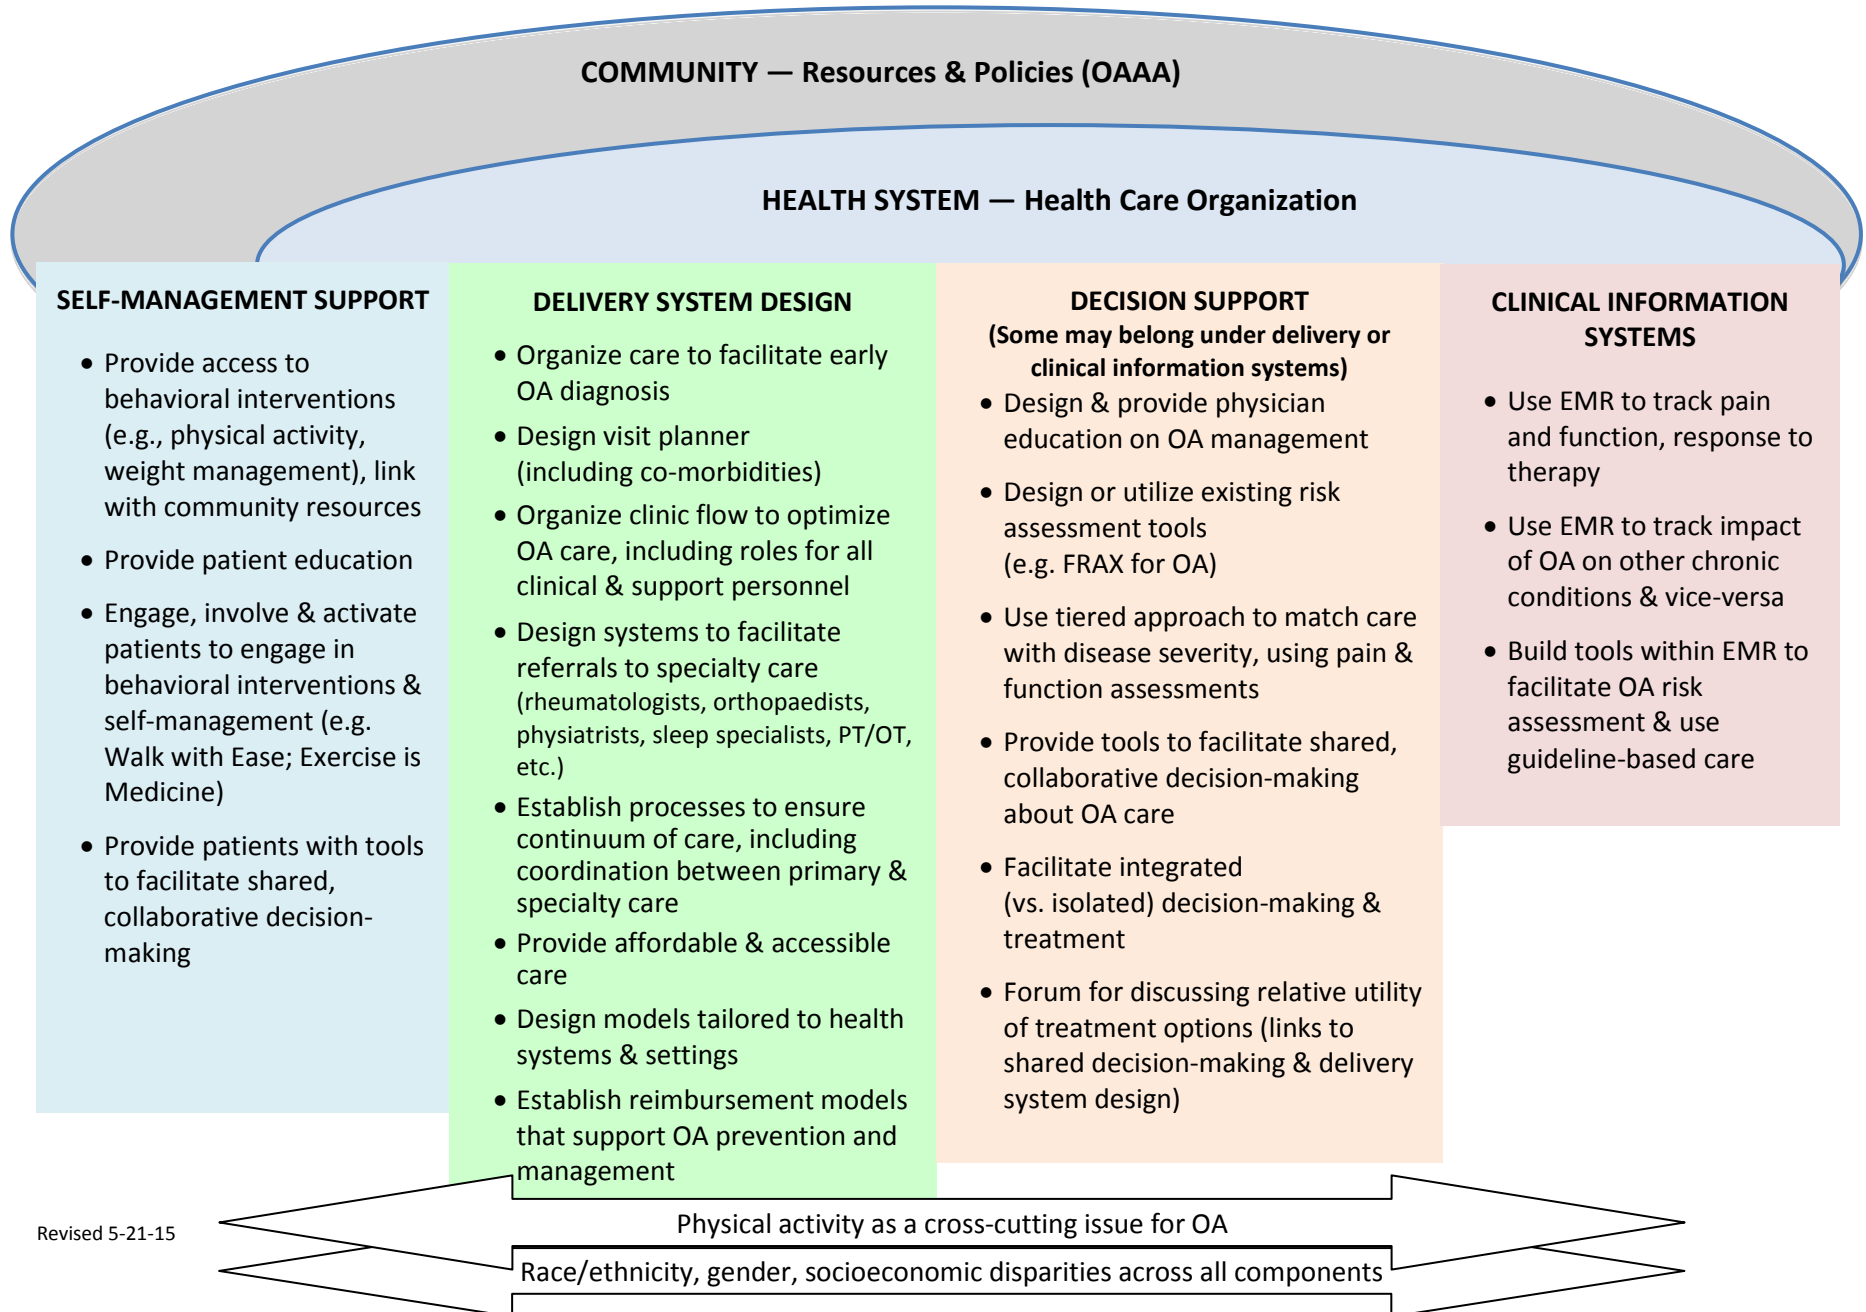 COMMUNITY — Resources & Policies (OAAA)
HEALTH SYSTEM — Health Care Organization
SELF-MANAGEMENT SUPPORT
• Provide access to
behavioral interventions
(e.g., physical activity,
weight management), link
with community resources
• Provide patient education
• Engage, involve & activate
patients to engage in
behavioral interventions &
self-management (e.g.
Walk with Ease; Exercise is
Medicine)
• Provide patients with tools
to facilitate shared,
collaborative decision-
making
DELIVERY SYSTEM DESIGN
• Organize care to facilitate early
OA diagnosis
• Design visit planner
(including co-morbidities)
• Organize clinic flow to optimize
OA care, including roles for all
clinical & support personnel
• Design systems to facilitate
referrals to specialty care
(rheumatologists, orthopaedists,
physiatrists, sleep specialists, PT/OT,
etc.)
• Establish processes to ensure
continuum of care, including
coordination between primary &
specialty care
• Provide affordable & accessible
care
• Design models tailored to health
systems & settings
• Establish reimbursement models
that support OA prevention and
management
DECISION SUPPORT
(Some may belong under delivery or
clinical information systems)
• Design & provide physician
education on OA management
• Design or utilize existing risk
assessment tools
(e.g. FRAX for OA)
• Use tiered approach to match care
with disease severity, using pain &
function assessments
• Provide tools to facilitate shared,
collaborative decision-making
about OA care
• Facilitate integrated
(vs. isolated) decision-making &
treatment
• Forum for discussing relative utility
of treatment options (links to
shared decision-making & delivery
system design)
CLINICAL INFORMATION
SYSTEMS
• Use EMR to track pain
and function, response to
therapy
• Use EMR to track impact
of OA on other chronic
conditions & vice-versa
• Build tools within EMR to
facilitate OA risk
assessment & use
guideline-based care
Revised 5-21-15
Physical activity as a cross-cutting issue for OA
Race/ethnicity, gender, socioeconomic disparities across all components